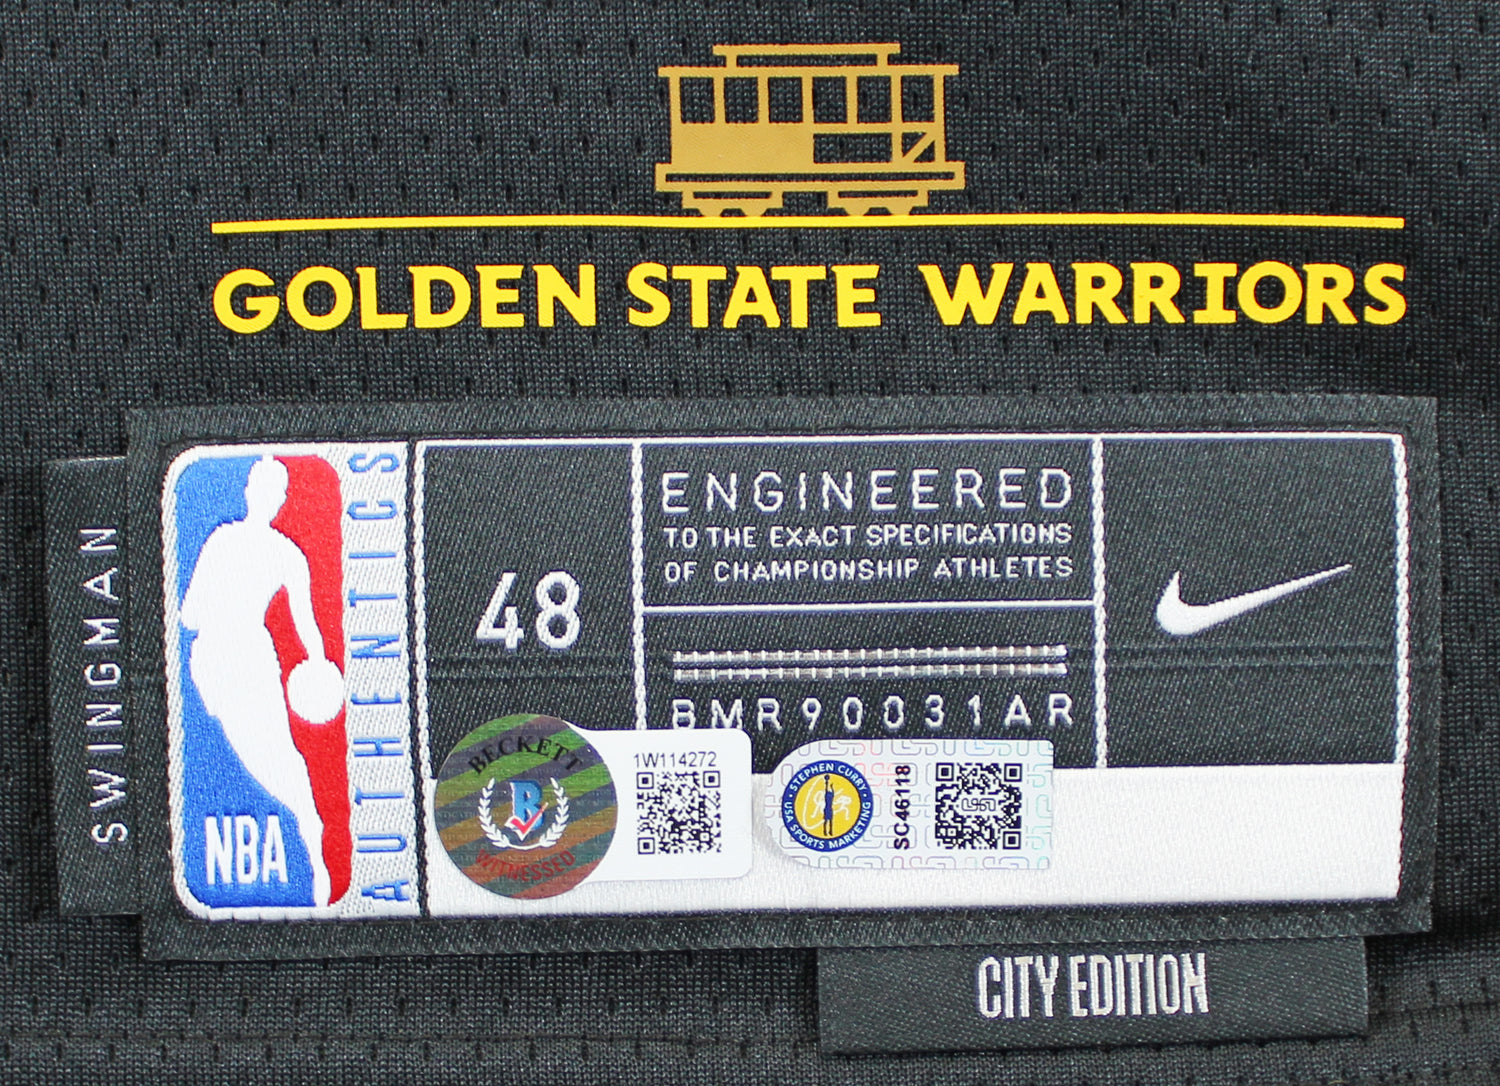 GOLDEN STATE WARRIORS
SWINGMAN
NBA
AUTHENTICS
48
ENGINEERED
TO THE EXACT SPECIFICATIONS
OF CHAMPIONSHIP ATHLETES
BMR90031AR
BECKETT
B
WITNESSED
1W114272
STEPHEN CURRY
USA SPORTS MARKETING
SC46118
CITY EDITION